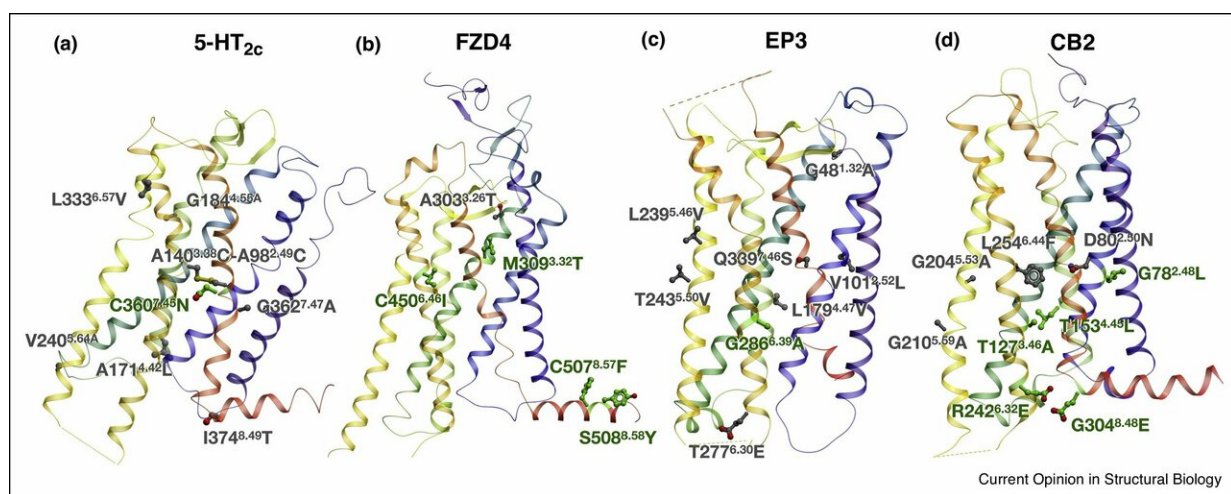 (a) 5-HT2c
L333^6.57V
G184^4.56A
A140^3.38C-A98^2.49C
C360^7.45N
G362^7.47A
V240^5.64A
A171^4.42L
I374^8.49T
(b) FZD4
A303^3.26T
M309^3.32T
C450^6.46I
C507^8.57F
S508^8.58Y
(c) EP3
G48^1.32A
L239^5.46V
Q339^7.46S
V101^2.52L
T243^5.50V
L179^4.47V
G286^6.39A
T277^6.30E
(d) CB2
L254^6.44F
D80^2.50N
G204^5.53A
G78^2.48L
T153^4.45L
G210^5.59A
T127^3.46A
R242^6.32E
G304^8.48E
Current Opinion in Structural Biology